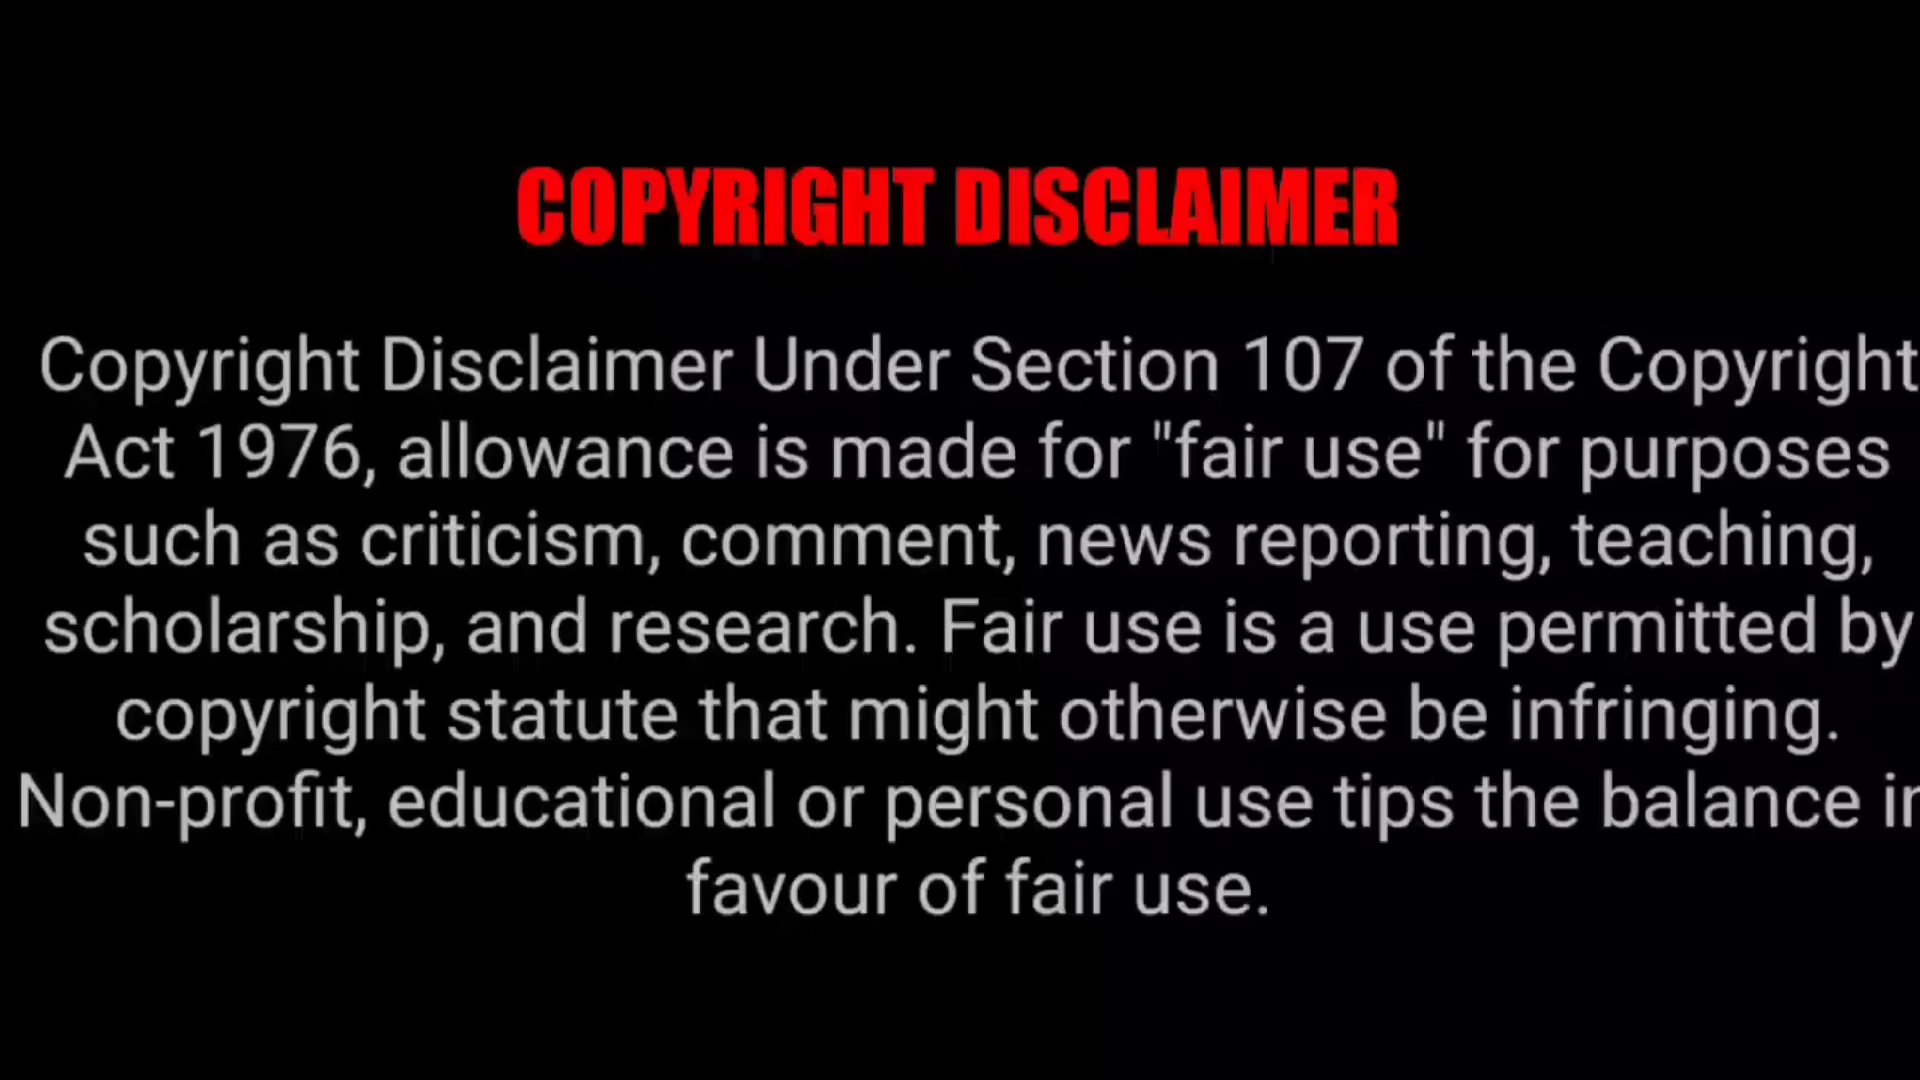 COPYRIGHT DISCLAIMER
Copyright Disclaimer Under Section 107 of the Copyright
Act 1976, allowance is made for "fair use" for purposes
such as criticism, comment, news reporting, teaching,
scholarship, and research. Fair use is a use permitted by
copyright statute that might otherwise be infringing.
Non-profit, educational or personal use tips the balance in
favour of fair use.